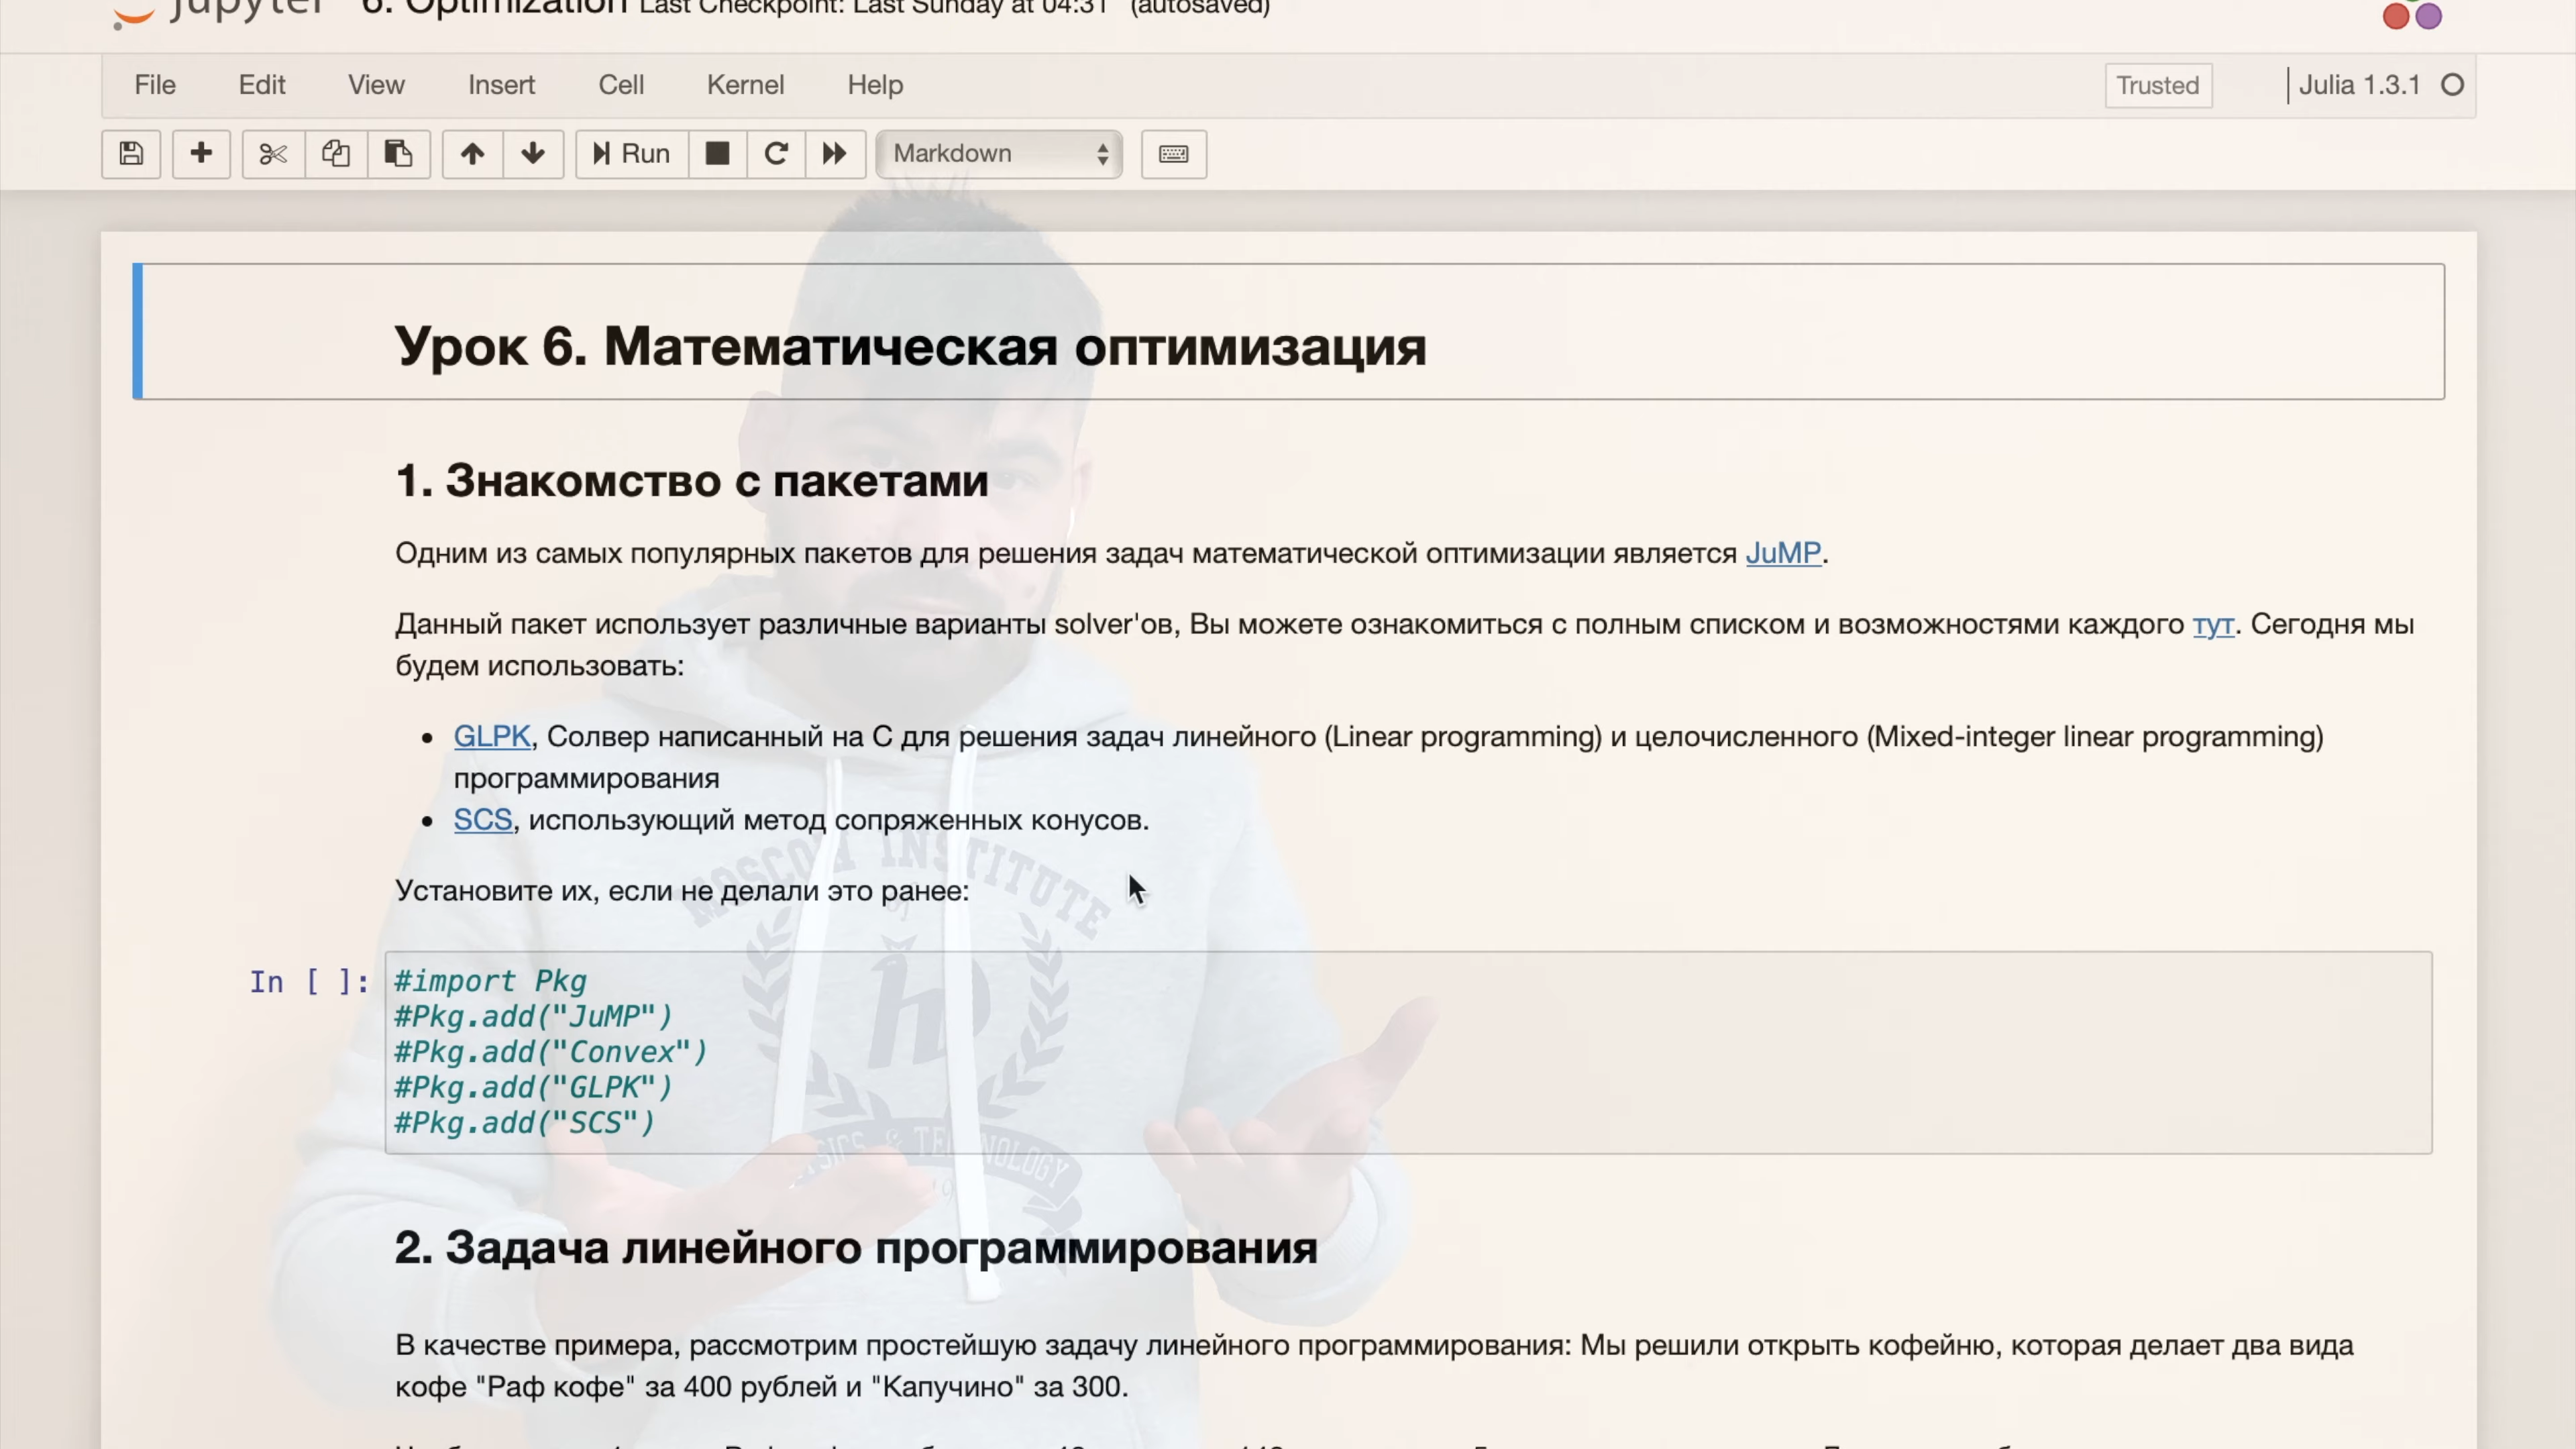 jupyter 6. Optimization Last Checkpoint: Last Sunday at 04:31 (autosaved)
File Edit View Insert Cell Kernel Help Trusted Julia 1.3.1
Run Markdown
Урок 6. Математическая оптимизация
1. Знакомство с пакетами
Одним из самых популярных пакетов для решения задач математической оптимизации является JuMP.
Данный пакет использует различные варианты solver'ов, Вы можете ознакомиться с полным списком и возможностями каждого тут. Сегодня мы
будем использовать:
GLPK, Солвер написанный на С для решения задач линейного (Linear programming) и целочисленного (Mixed-integer linear programming)
программирования
SCS, использующий метод сопряженных конусов.
MOSCOW INSTITUTE
Установите их, если не делали это ранее:
In [ ]:
#import Pkg
#Pkg.add("JuMP")
#Pkg.add("Convex")
#Pkg.add("GLPK")
#Pkg.add("SCS")
& TECHNOLOGY
2. Задача линейного программирования
В качестве примера, рассмотрим простейшую задачу линейного программирования: Мы решили открыть кофейню, которая делает два вида
кофе "Раф кофе" за 400 рублей и "Капучино" за 300.